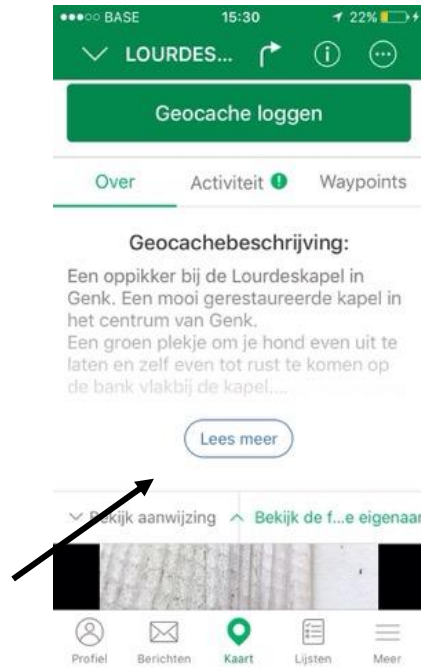 BASE 15:30 22%
LOURDES...
Geocache loggen
Over Activiteit Waypoints
Geocachebeschrijving:
Een oppikker bij de Lourdeskapel in
Genk. Een mooi gerestaureerde kapel in
het centrum van Genk.
Een groen plekje om je hond even uit te
laten en zelf even tot rust te komen op
de bank vlakbij de kapel....
Lees meer
Bekijk aanwijzing Bekijk de f...e eigenaar
Profiel Berichten Kaart Lijsten Meer